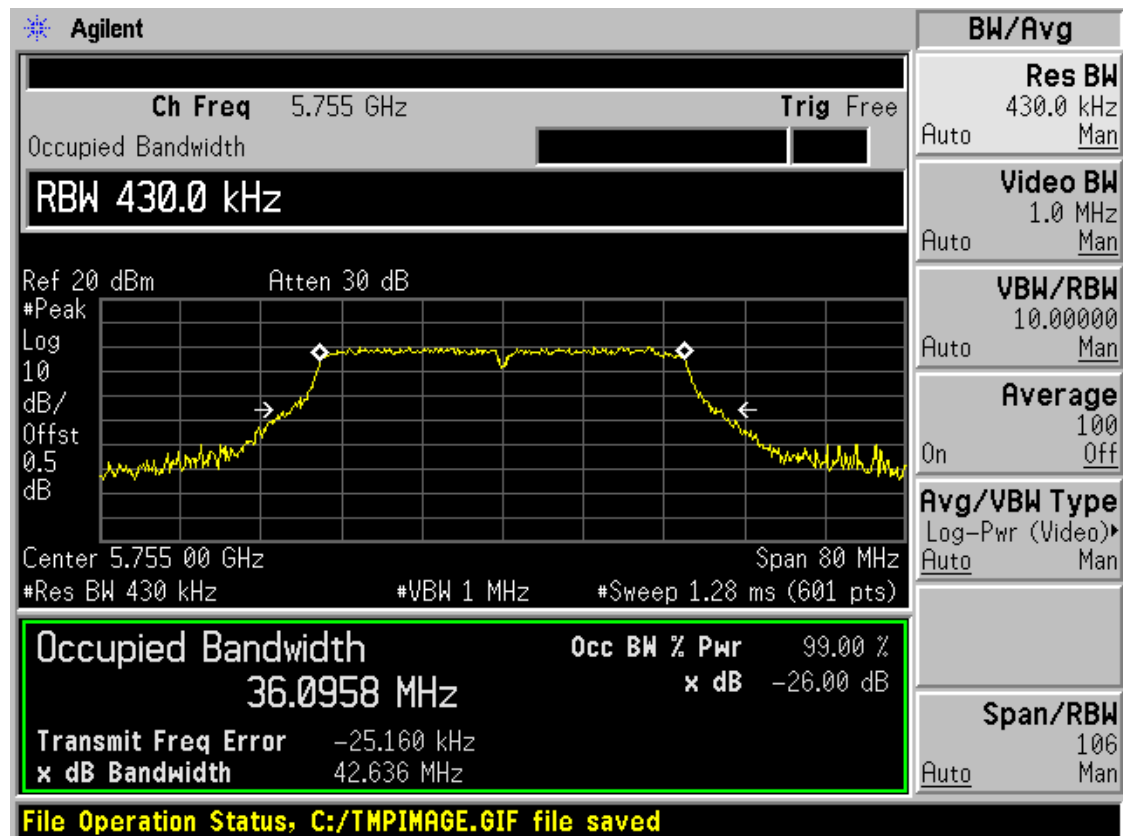 Agilent
Ch Freq 5.755 GHz Trig Free
Occupied Bandwidth
RBW 430.0 kHz
Ref 20 dBm Atten 30 dB
#Peak
Log
10
dB/
Offst
0.5
dB
Center 5.755 00 GHz Span 80 MHz
#Res BW 430 kHz #VBW 1 MHz #Sweep 1.28 ms (601 pts)
Occupied Bandwidth
36.0958 MHz
Occ BW % Pwr 99.00 %
x dB -26.00 dB
Transmit Freq Error -25.160 kHz
x dB Bandwidth 42.636 MHz
File Operation Status, C:/TMPIMAGE.GIF file saved
BW/Avg
Res BW
430.0 kHz
Auto Man
Video BW
1.0 MHz
Auto Man
VBW/RBW
10.00000
Auto Man
Average
100
On Off
Avg/VBW Type
Log-Pwr (Video)▸
Auto Man
Span/RBW
106
Auto Man